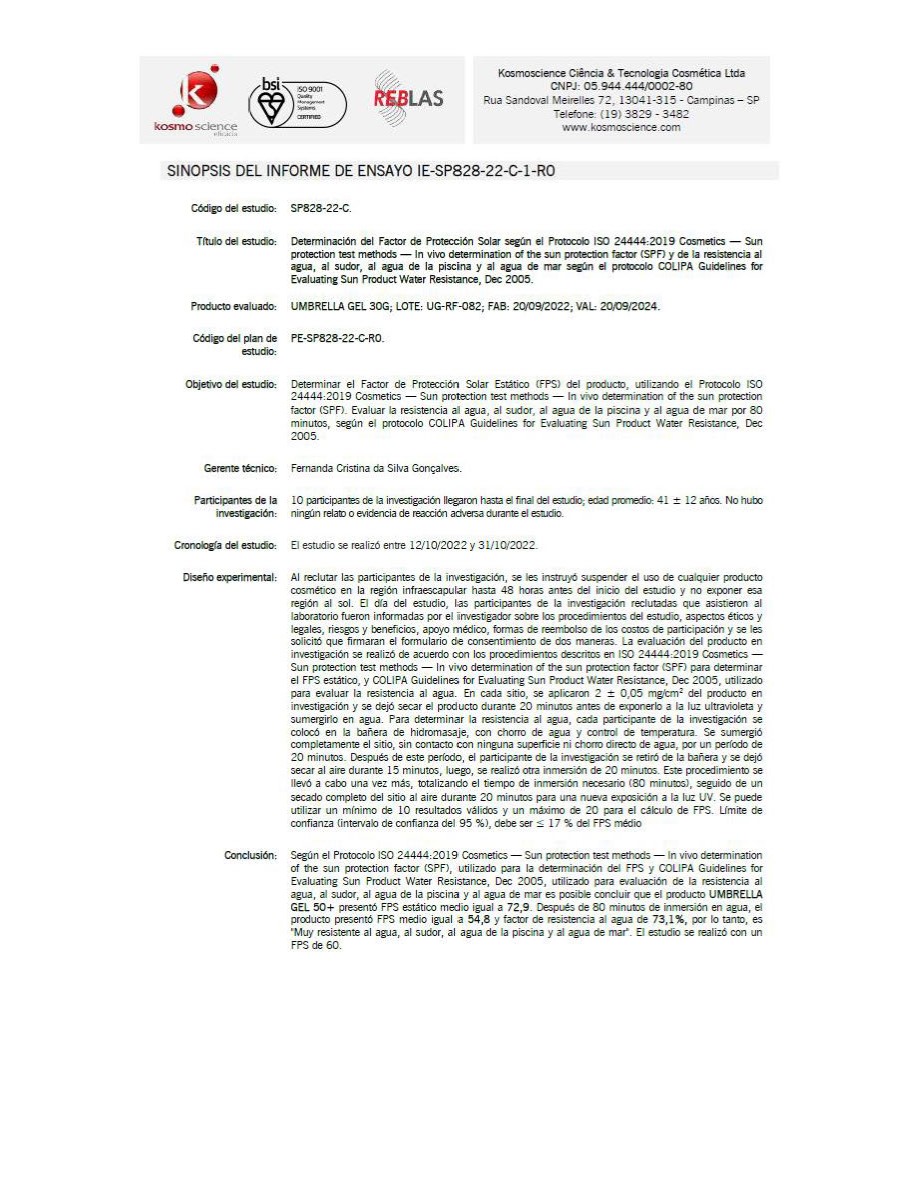 kosmoscience
eficácia
bsi
ISO 9001
Quality
Management
Systems
CERTIFIED
REBLAS
Kosmoscience Ciência & Tecnologia Cosmética Ltda
CNPJ: 05.944.444/0002-80
Rua Sandoval Meirelles 72, 13041-315 - Campinas – SP
Telefone: (19) 3829 - 3482
www.kosmoscience.com
SINOPSIS DEL INFORME DE ENSAYO IE-SP828-22-C-1-R0
Código del estudio: SP828-22-C.
Título del estudio: Determinación del Factor de Protección Solar según el Protocolo ISO 24444:2019 Cosmetics — Sun
protection test methods — In vivo determination of the sun protection factor (SPF) y de la resistencia al
agua, al sudor, al agua de la piscina y al agua de mar según el protocolo COLIPA Guidelines for
Evaluating Sun Product Water Resistance, Dec 2005.
Producto evaluado: UMBRELLA GEL 30G; LOTE: UG-RF-082; FAB: 20/09/2022; VAL: 20/09/2024.
Código del plan de
estudio: PE-SP828-22-C-R0.
Objetivo del estudio: Determinar el Factor de Protección Solar Estático (FPS) del producto, utilizando el Protocolo ISO
24444:2019 Cosmetics — Sun protection test methods — In vivo determination of the sun protection
factor (SPF). Evaluar la resistencia al agua, al sudor, al agua de la piscina y al agua de mar por 80
minutos, según el protocolo COLIPA Guidelines for Evaluating Sun Product Water Resistance, Dec
2005.
Gerente técnico: Fernanda Cristina da Silva Gonçalves.
Participantes de la
investigación: 10 participantes de la investigación llegaron hasta el final del estudio; edad promedio: 41 ± 12 años. No hubo
ningún relato o evidencia de reacción adversa durante el estudio.
Cronología del estudio: El estudio se realizó entre 12/10/2022 y 31/10/2022.
Diseño experimental: Al reclutar las participantes de la investigación, se les instruyó suspender el uso de cualquier producto
cosmético en la región infraescapular hasta 48 horas antes del inicio del estudio y no exponer esa
región al sol. El día del estudio, las participantes de la investigación reclutadas que asistieron al
laboratorio fueron informadas por el investigador sobre los procedimientos del estudio, aspectos éticos y
legales, riesgos y beneficios, apoyo médico, formas de reembolso de los costos de participación y se les
solicitó que firmaran el formulario de consentimiento de dos maneras. La evaluación del producto en
investigación se realizó de acuerdo con los procedimientos descritos en ISO 24444:2019 Cosmetics —
Sun protection test methods — In vivo determination of the sun protection factor (SPF) para determinar
el FPS estático, y COLIPA Guidelines for Evaluating Sun Product Water Resistance, Dec 2005, utilizado
para evaluar la resistencia al agua. En cada sitio, se aplicaron 2 ± 0,05 mg/cm² del producto en
investigación y se dejó secar el producto durante 20 minutos antes de exponerlo a la luz ultravioleta y
sumergirlo en agua. Para determinar la resistencia al agua, cada participante de la investigación se
colocó en la bañera de hidromasaje, con chorro de agua y control de temperatura. Se sumergió
completamente el sitio, sin contacto con ninguna superficie ni chorro directo de agua, por un período de
20 minutos. Después de este período, el participante de la investigación se retiró de la bañera y se dejó
secar al aire durante 15 minutos, luego, se realizó otra inmersión de 20 minutos. Este procedimiento se
llevó a cabo una vez más, totalizando el tiempo de inmersión necesario (80 minutos), seguido de un
secado completo del sitio al aire durante 20 minutos para una nueva exposición a la luz UV. Se puede
utilizar un mínimo de 10 resultados válidos y un máximo de 20 para el cálculo de FPS. Límite de
confianza (intervalo de confianza del 95 %), debe ser ≤ 17 % del FPS médio
Conclusión: Según el Protocolo ISO 24444:2019 Cosmetics — Sun protection test methods — In vivo determination
of the sun protection factor (SPF), utilizado para la determinación del FPS y COLIPA Guidelines for
Evaluating Sun Product Water Resistance, Dec 2005, utilizado para evaluación de la resistencia al
agua, al sudor, al agua de la piscina y al agua de mar es posible concluir que el producto UMBRELLA
GEL 50+ presentó FPS estático medio igual a 72,9. Después de 80 minutos de inmersión en agua, el
producto presentó FPS medio igual a 54,8 y factor de resistencia al agua de 73,1%, por lo tanto, es
"Muy resistente al agua, al sudor, al agua de la piscina y al agua de mar". El estudio se realizó con un
FPS de 60.